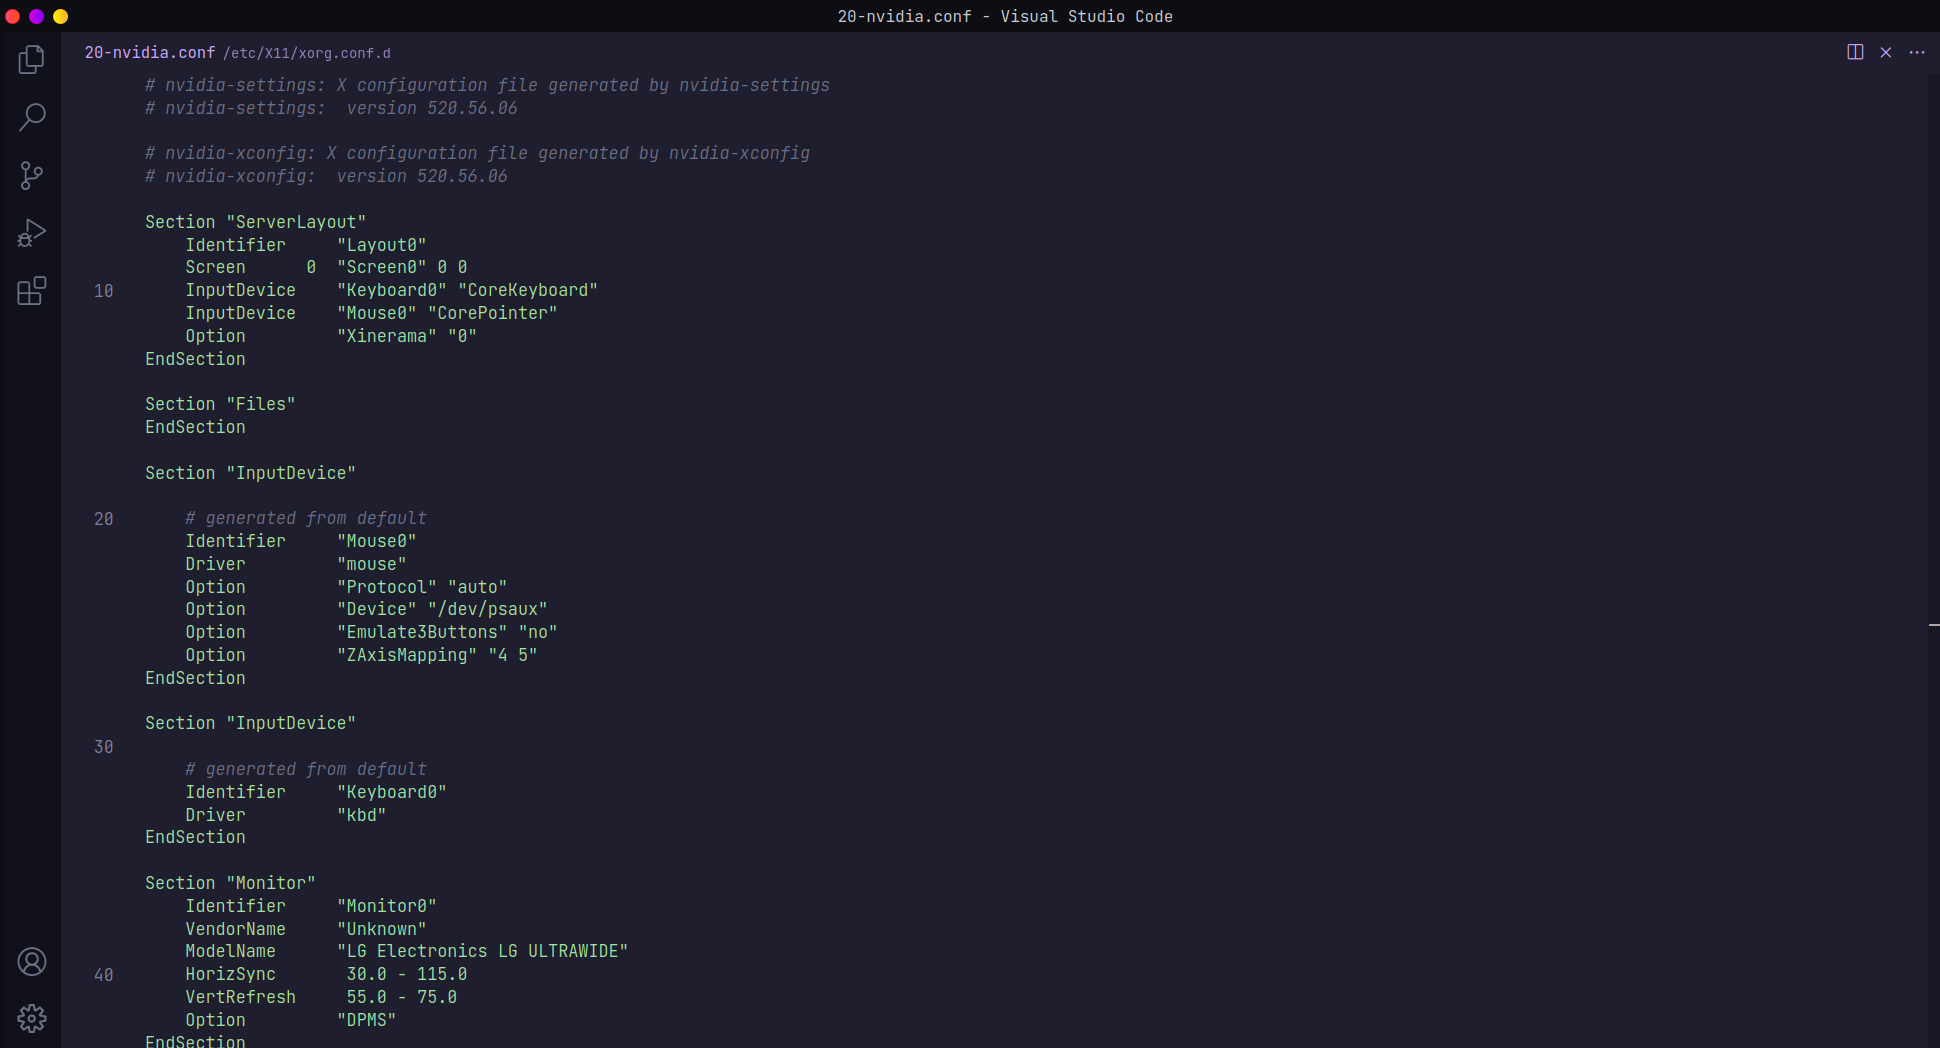 20-nvidia.conf - Visual Studio Code
20-nvidia.conf /etc/X11/xorg.conf.d
# nvidia-settings: X configuration file generated by nvidia-settings
# nvidia-settings:  version 520.56.06
# nvidia-xconfig: X configuration file generated by nvidia-xconfig
# nvidia-xconfig:  version 520.56.06
Section "ServerLayout"
    Identifier     "Layout0"
    Screen      0  "Screen0" 0 0
10    InputDevice    "Keyboard0" "CoreKeyboard"
    InputDevice    "Mouse0" "CorePointer"
    Option         "Xinerama" "0"
EndSection
Section "Files"
EndSection
Section "InputDevice"
20    # generated from default
    Identifier     "Mouse0"
    Driver         "mouse"
    Option         "Protocol" "auto"
    Option         "Device" "/dev/psaux"
    Option         "Emulate3Buttons" "no"
    Option         "ZAxisMapping" "4 5"
EndSection
Section "InputDevice"
30
    # generated from default
    Identifier     "Keyboard0"
    Driver         "kbd"
EndSection
Section "Monitor"
    Identifier     "Monitor0"
    VendorName     "Unknown"
    ModelName      "LG Electronics LG ULTRAWIDE"
40    HorizSync       30.0 - 115.0
    VertRefresh     55.0 - 75.0
    Option         "DPMS"
EndSection